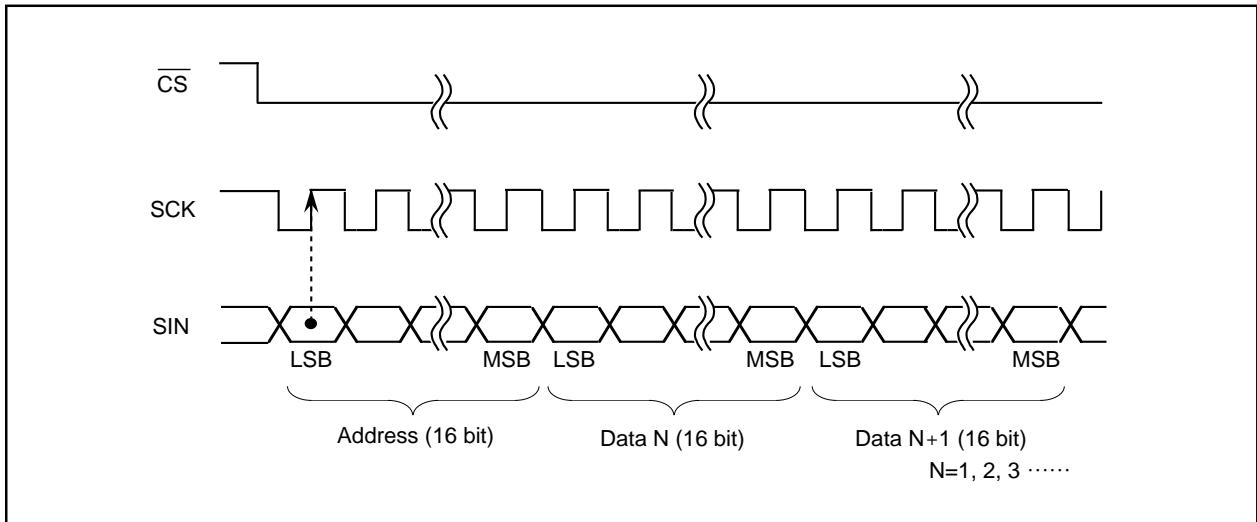 CS
SCK
SIN
LSB MSB LSB MSB LSB MSB
Address (16 bit) Data N (16 bit) Data N+1 (16 bit)
N=1, 2, 3 ······